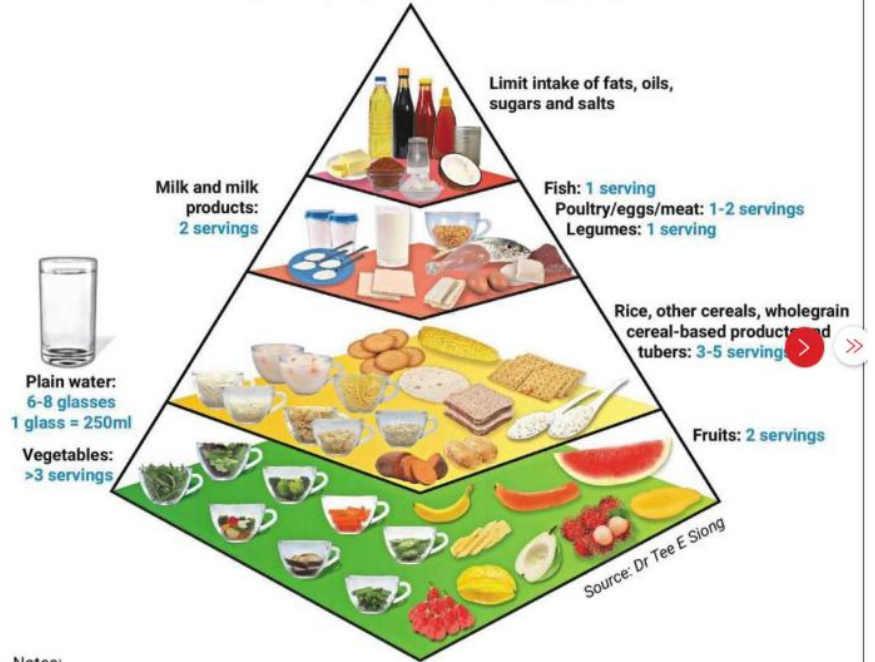 Limit intake of fats, oils,
sugars and salts
Milk and milk
products:
2 servings
Fish: 1 serving
Poultry/eggs/meat: 1-2 servings
Legumes: 1 serving
Rice, other cereals, wholegrain
cereal-based products
tubers: 3-5 servings
Plain water:
6-8 glasses
1 glass = 250ml
Vegetables:
>3 servings
Fruits: 2 servings
Source: Dr Tee E Siong